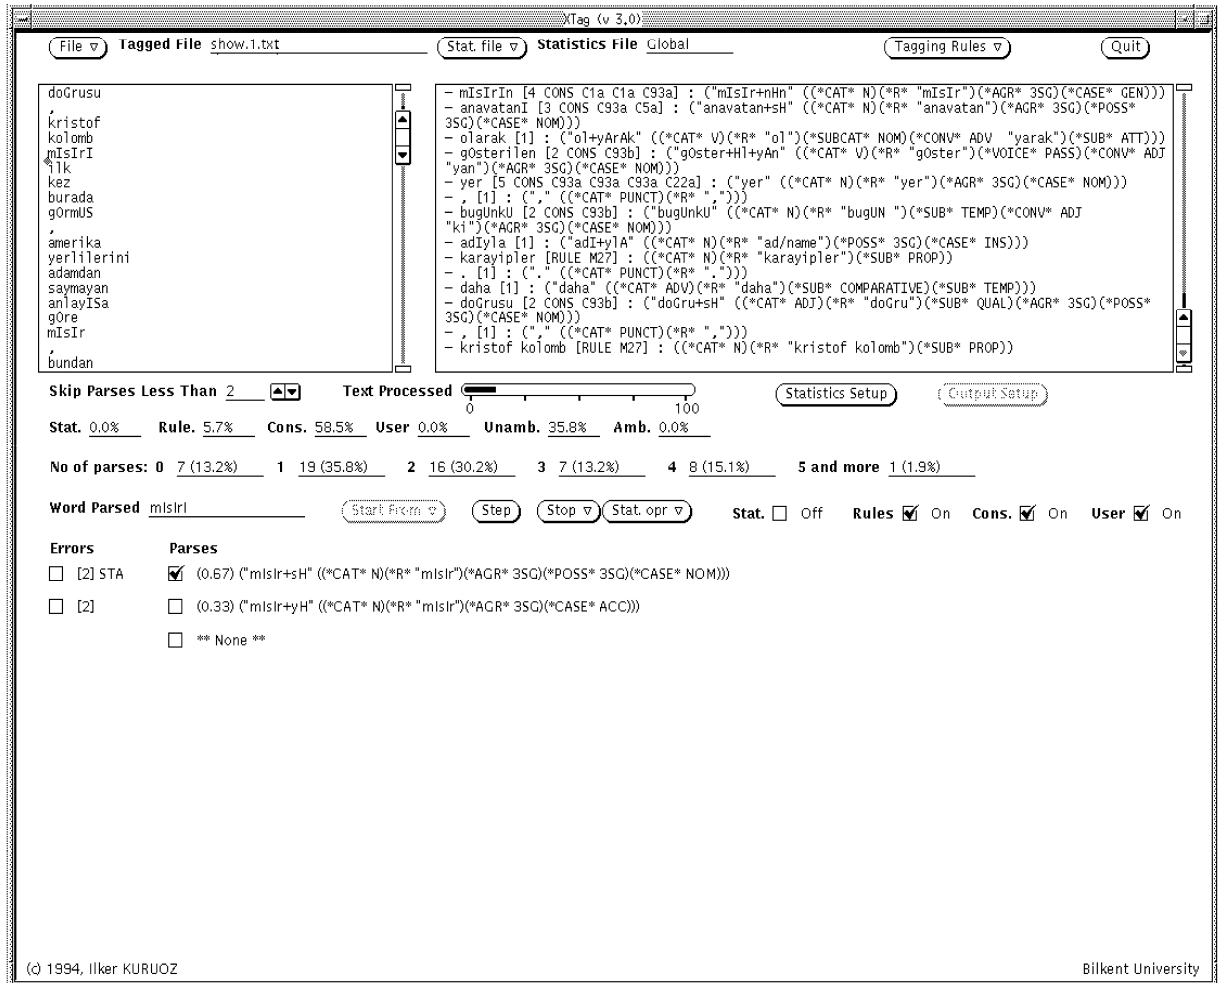 XTag (v 3.0)
File Tagged File show.1.txt Stat. file Statistics File Global Tagging Rules Quit
doGrusu
,
kristof
kolomb
mIsIrI
ilk
kez
burada
gOrmUS
,
amerika
yerlilerini
adamdan
saymayan
anlayISa
gOre
mIsIr
,
bundan
– mIsIrIn [4 CONS C1a C1a C93a] : ("mIsIr+nHn" ((*CAT* N)(*R* "mIsIr")(*AGR* 3SG)(*CASE* GEN)))
– anavatanI [3 CONS C93a C5a] : ("anavatan+sH" ((*CAT* N)(*R* "anavatan")(*AGR* 3SG)(*POSS*
3SG)(*CASE* NOM)))
– olarak [1] : ("ol+yArAk" ((*CAT* V)(*R* "ol")(*SUBCAT* NOM)(*CONV* ADV "yarak")(*SUB* ATT)))
– gOsterilen [2 CONS C93b] : ("gOster+Hl+yAn" ((*CAT* V)(*R* "gOster")(*VOICE* PASS)(*CONV* ADJ
"yan")(*AGR* 3SG)(*CASE* NOM)))
– yer [5 CONS C93a C93a C93a C22a] : ("yer" ((*CAT* N)(*R* "yer")(*AGR* 3SG)(*CASE* NOM)))
– , [1] : ("," ((*CAT* PUNCT)(*R* ",")))
– bugUnkU [2 CONS C93b] : ("bugUnkU" ((*CAT* N)(*R* "bugUN ")(*SUB* TEMP)(*CONV* ADJ
"ki")(*AGR* 3SG)(*CASE* NOM)))
– adIyla [1] : ("adI+ylA" ((*CAT* N)(*R* "ad/name")(*POSS* 3SG)(*CASE* INS)))
– karayipler [RULE M27] : ((*CAT* N)(*R* "karayipler")(*SUB* PROP))
– . [1] : ("." ((*CAT* PUNCT)(*R* ".")))
– daha [1] : ("daha" ((*CAT* ADV)(*R* "daha")(*SUB* COMPARATIVE)(*SUB* TEMP)))
– doGrusu [2 CONS C93b] : ("doGru+sH" ((*CAT* ADJ)(*R* "doGru")(*SUB* QUAL)(*AGR* 3SG)(*POSS*
3SG)(*CASE* NOM)))
– , [1] : ("," ((*CAT* PUNCT)(*R* ",")))
– kristof kolomb [RULE M27] : ((*CAT* N)(*R* "kristof kolomb")(*SUB* PROP))
Skip Parses Less Than 2 Text Processed 0 100 Statistics Setup Output Setup
Stat. 0.0% Rule. 5.7% Cons. 58.5% User 0.0% Unamb. 35.8% Amb. 0.0%
No of parses: 0 7 (13.2%) 1 19 (35.8%) 2 16 (30.2%) 3 7 (13.2%) 4 8 (15.1%) 5 and more 1 (1.9%)
Word Parsed mIsIrI Start From Step Stop Stat. opr Stat. Off Rules On Cons. On User On
Errors Parses
[2] STA (0.67) ("mIsIr+sH" ((*CAT* N)(*R* "mIsIr")(*AGR* 3SG)(*POSS* 3SG)(*CASE* NOM)))
[2] (0.33) ("mIsIr+yH" ((*CAT* N)(*R* "mIsIr")(*AGR* 3SG)(*CASE* ACC)))
** None **
(c) 1994, Ilker KURUOZ Bilkent University